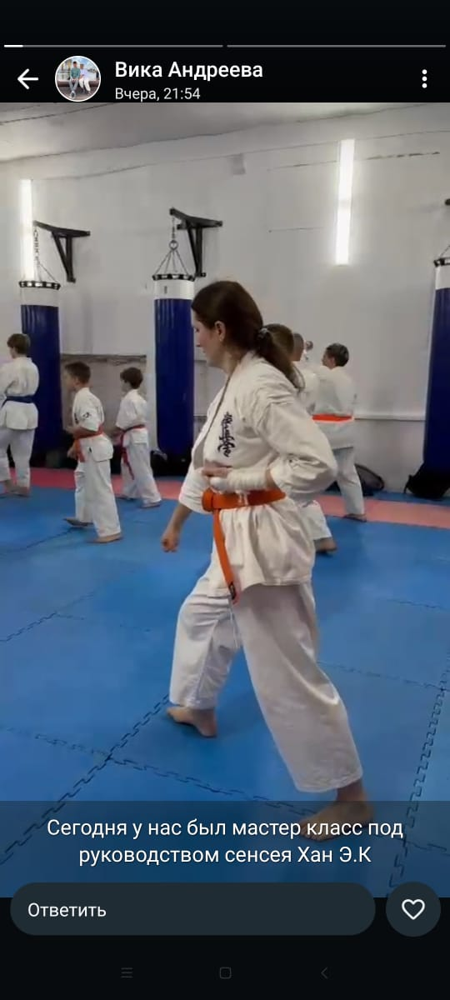 Вика Андреева
Вчера, 21:54
Сегодня у нас был мастер класс под
руководством сенсея Хан Э.К
Ответить